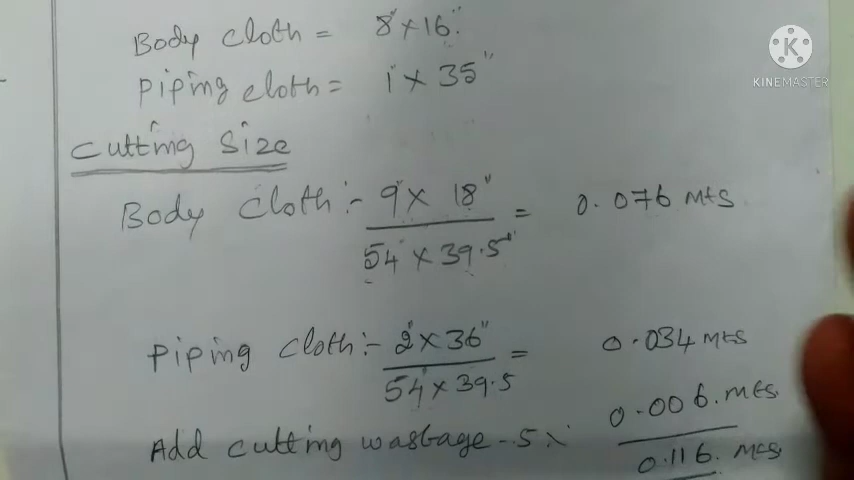 Body cloth = 8" x 16"
KINEMASTER
Piping cloth = 1" x 35"
Cutting Size
Body Cloth :- 9" x 18" / 54" x 39.5" = 0.076 mts
Piping Cloth :- 2" x 36" / 54" x 39.5 = 0.034 mts
Add cutting wastage - 5% 0.006. mts.
0.116. mts